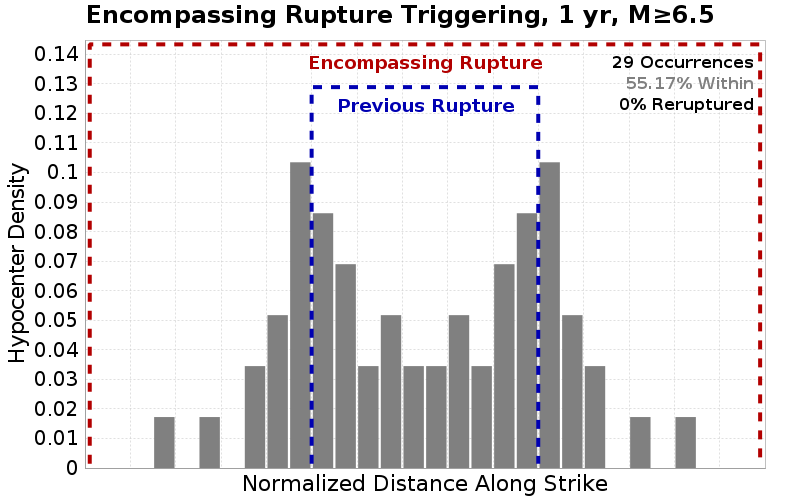 Encompassing Rupture Triggering, 1 yr, M≥6.5
Encompassing Rupture
Previous Rupture
29 Occurrences
55.17% Within
0% Reruptured
Hypocenter Density
0.14
0.13
0.12
0.11
0.1
0.09
0.08
0.07
0.06
0.05
0.04
0.03
0.02
0.01
0
Normalized Distance Along Strike